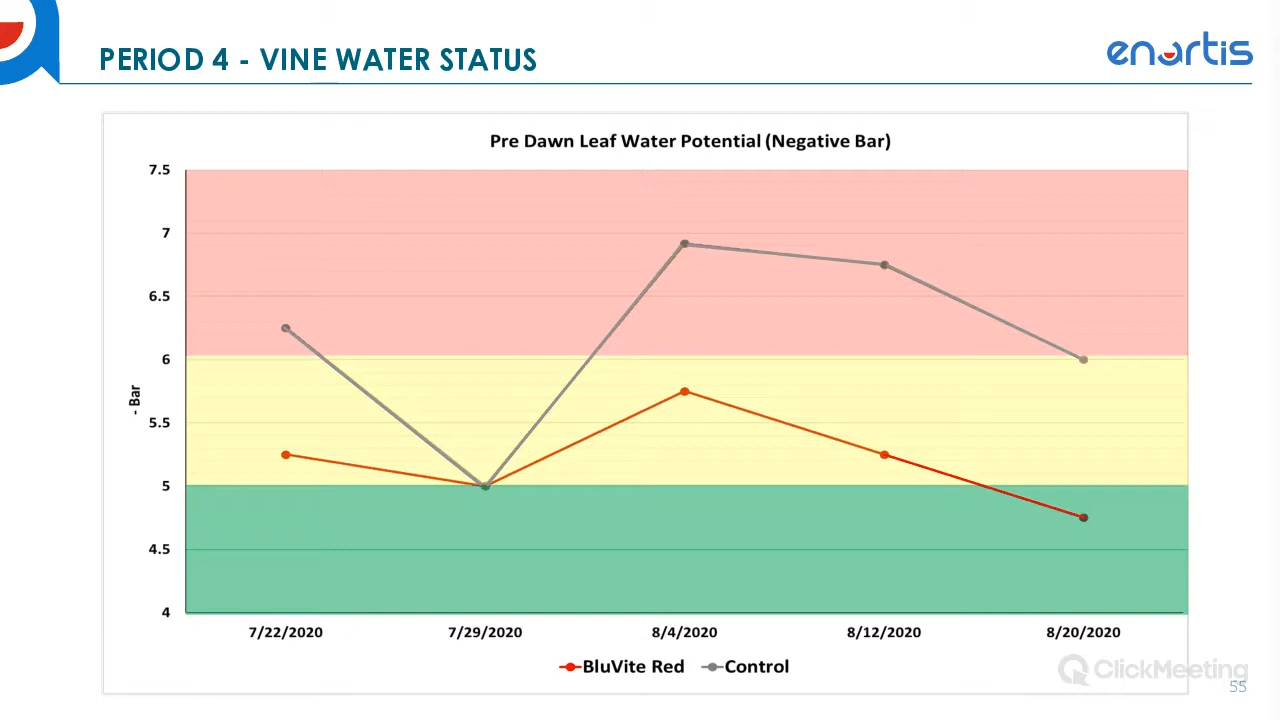 PERIOD 4 - VINE WATER STATUS
enartis
Pre Dawn Leaf Water Potential (Negative Bar)
7.5
7
6.5
6
5.5
5
4.5
4
- Bar
7/22/2020 7/29/2020 8/4/2020 8/12/2020 8/20/2020
BluVite Red Control
ClickMeeting
55